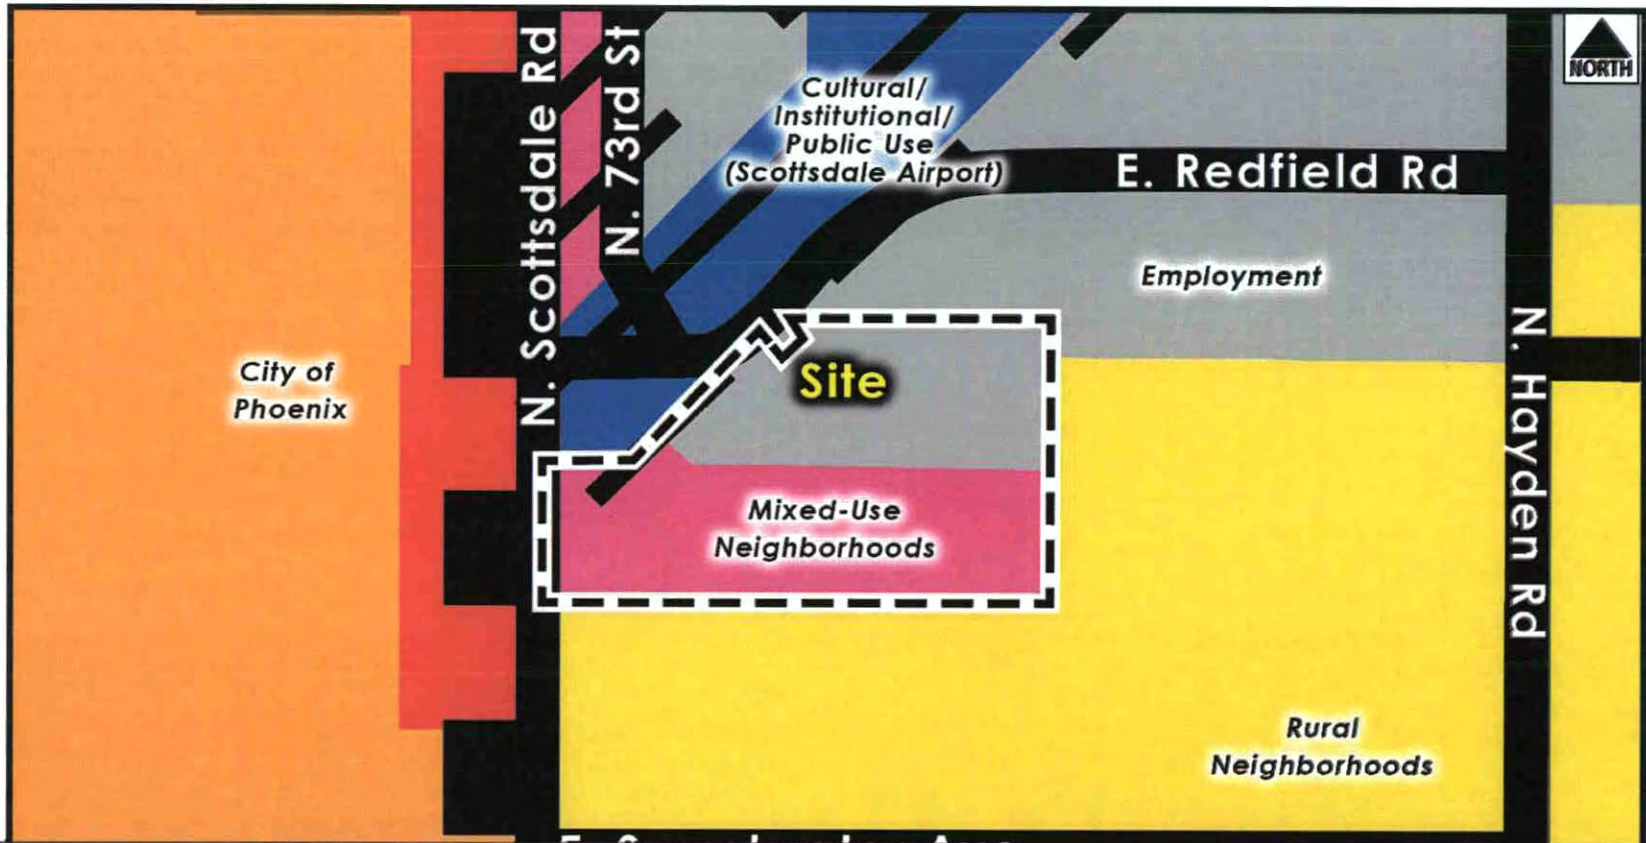 N. Scottsdale Rd
N. 73rd St
NORTH
Cultural/
Institutional/
Public Use
(Scottsdale Airport)
E. Redfield Rd
Employment
City of
Phoenix
Site
N. Hayden Rd
Mixed-Use
Neighborhoods
Rural
Neighborhoods